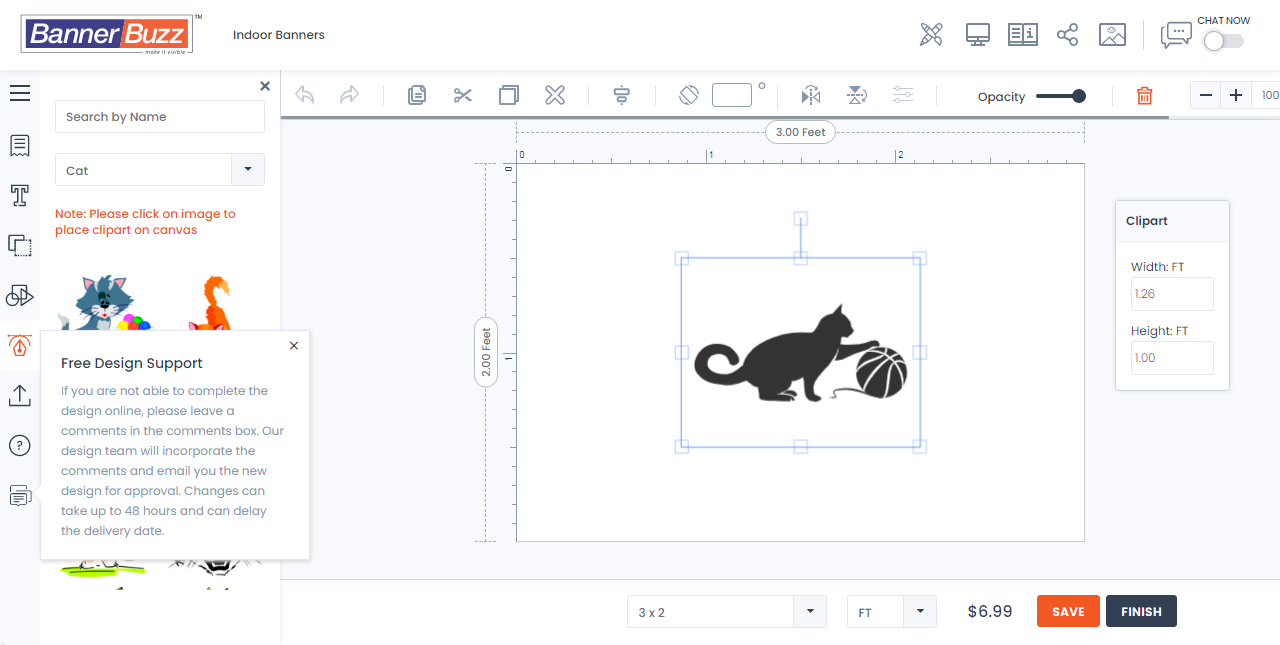 BannerBuzz
TM
make it visible
Indoor Banners
CHAT NOW
Search by Name
Cat
Note: Please click on image to
place clipart on canvas
Free Design Support
If you are not able to complete the
design online, please leave a
comments in the comments box. Our
design team will incorporate the
comments and email you the new
design for approval. Changes can
take up to 48 hours and can delay
the delivery date.
Opacity
100
3.00 Feet
0
1
2
0
1
2.00 Feet
Clipart
Width: FT
1.26
Height: FT
1.00
3 x 2
FT
$6.99
SAVE
FINISH